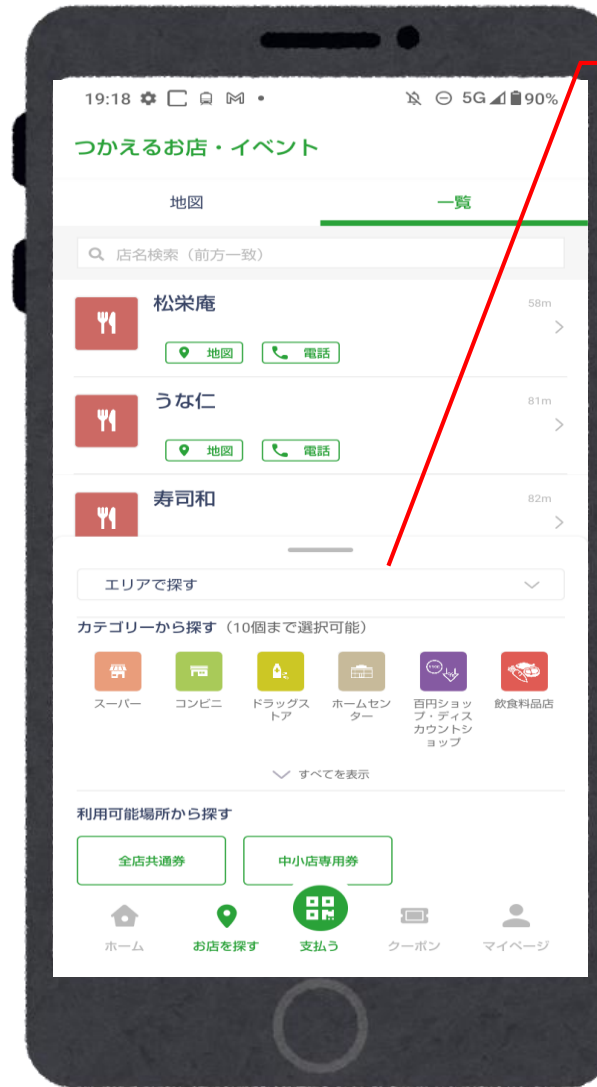 19:18
5G 90%
つかえるお店・イベント
地図 一覧
店名検索（前方一致）
松栄庵 58m
地図 電話
うな仁 81m
地図 電話
寿司和 82m
エリアで探す
カテゴリーから探す（10個まで選択可能）
スーパー コンビニ ドラッグス ホームセン 百円ショッ 飲食料品店
トア ター プ・ディス
カウントシ
ョップ
すべてを表示
利用可能場所から探す
全店共通券 中小店専用券
ホーム お店を探す 支払う クーポン マイページ